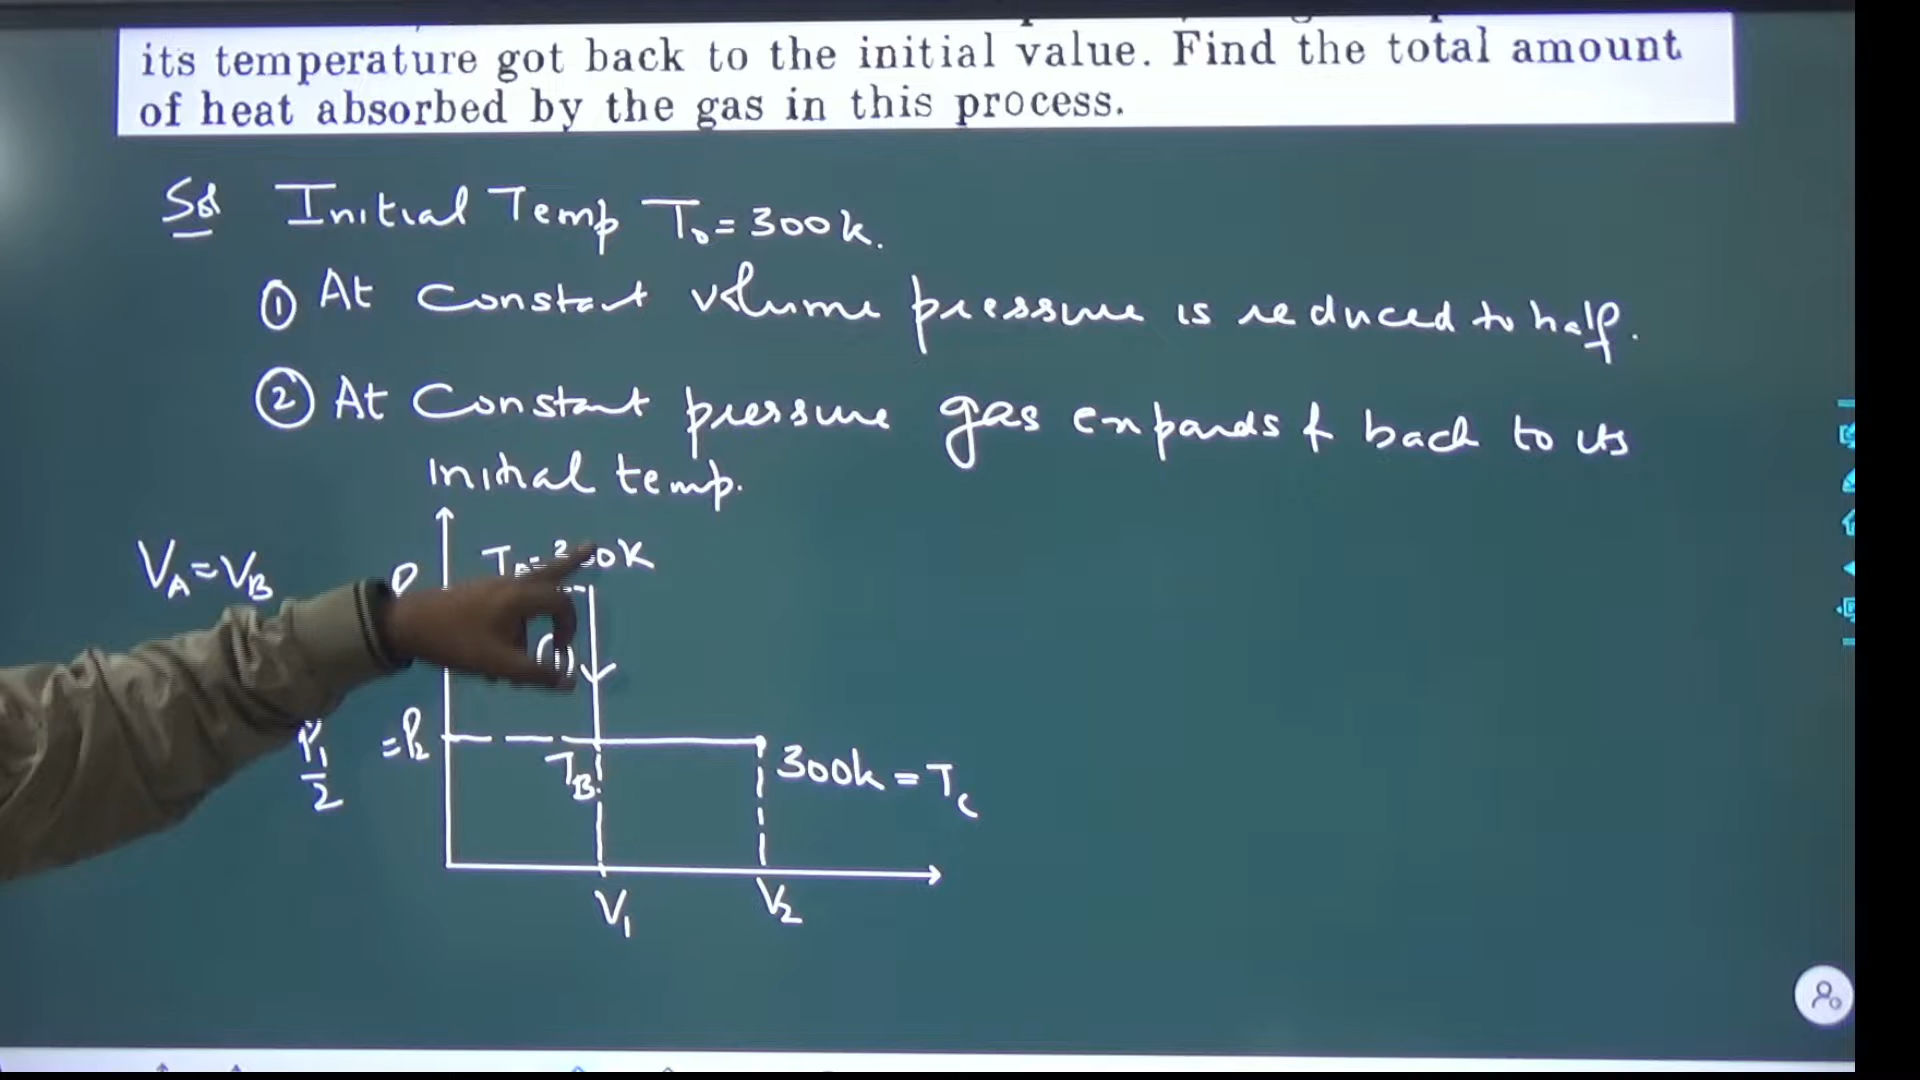 its temperature got back to the initial value. Find the total amount
of heat absorbed by the gas in this process.
Sol Initial Temp T₀ = 300k.
① At constant volume pressure is reduced to half.
② At Constant pressure gas expands & back to its
initial temp.
V_A = V_B
300k = T_C
P₁/2 = P₂
T_B
(1)
V₁ V₂